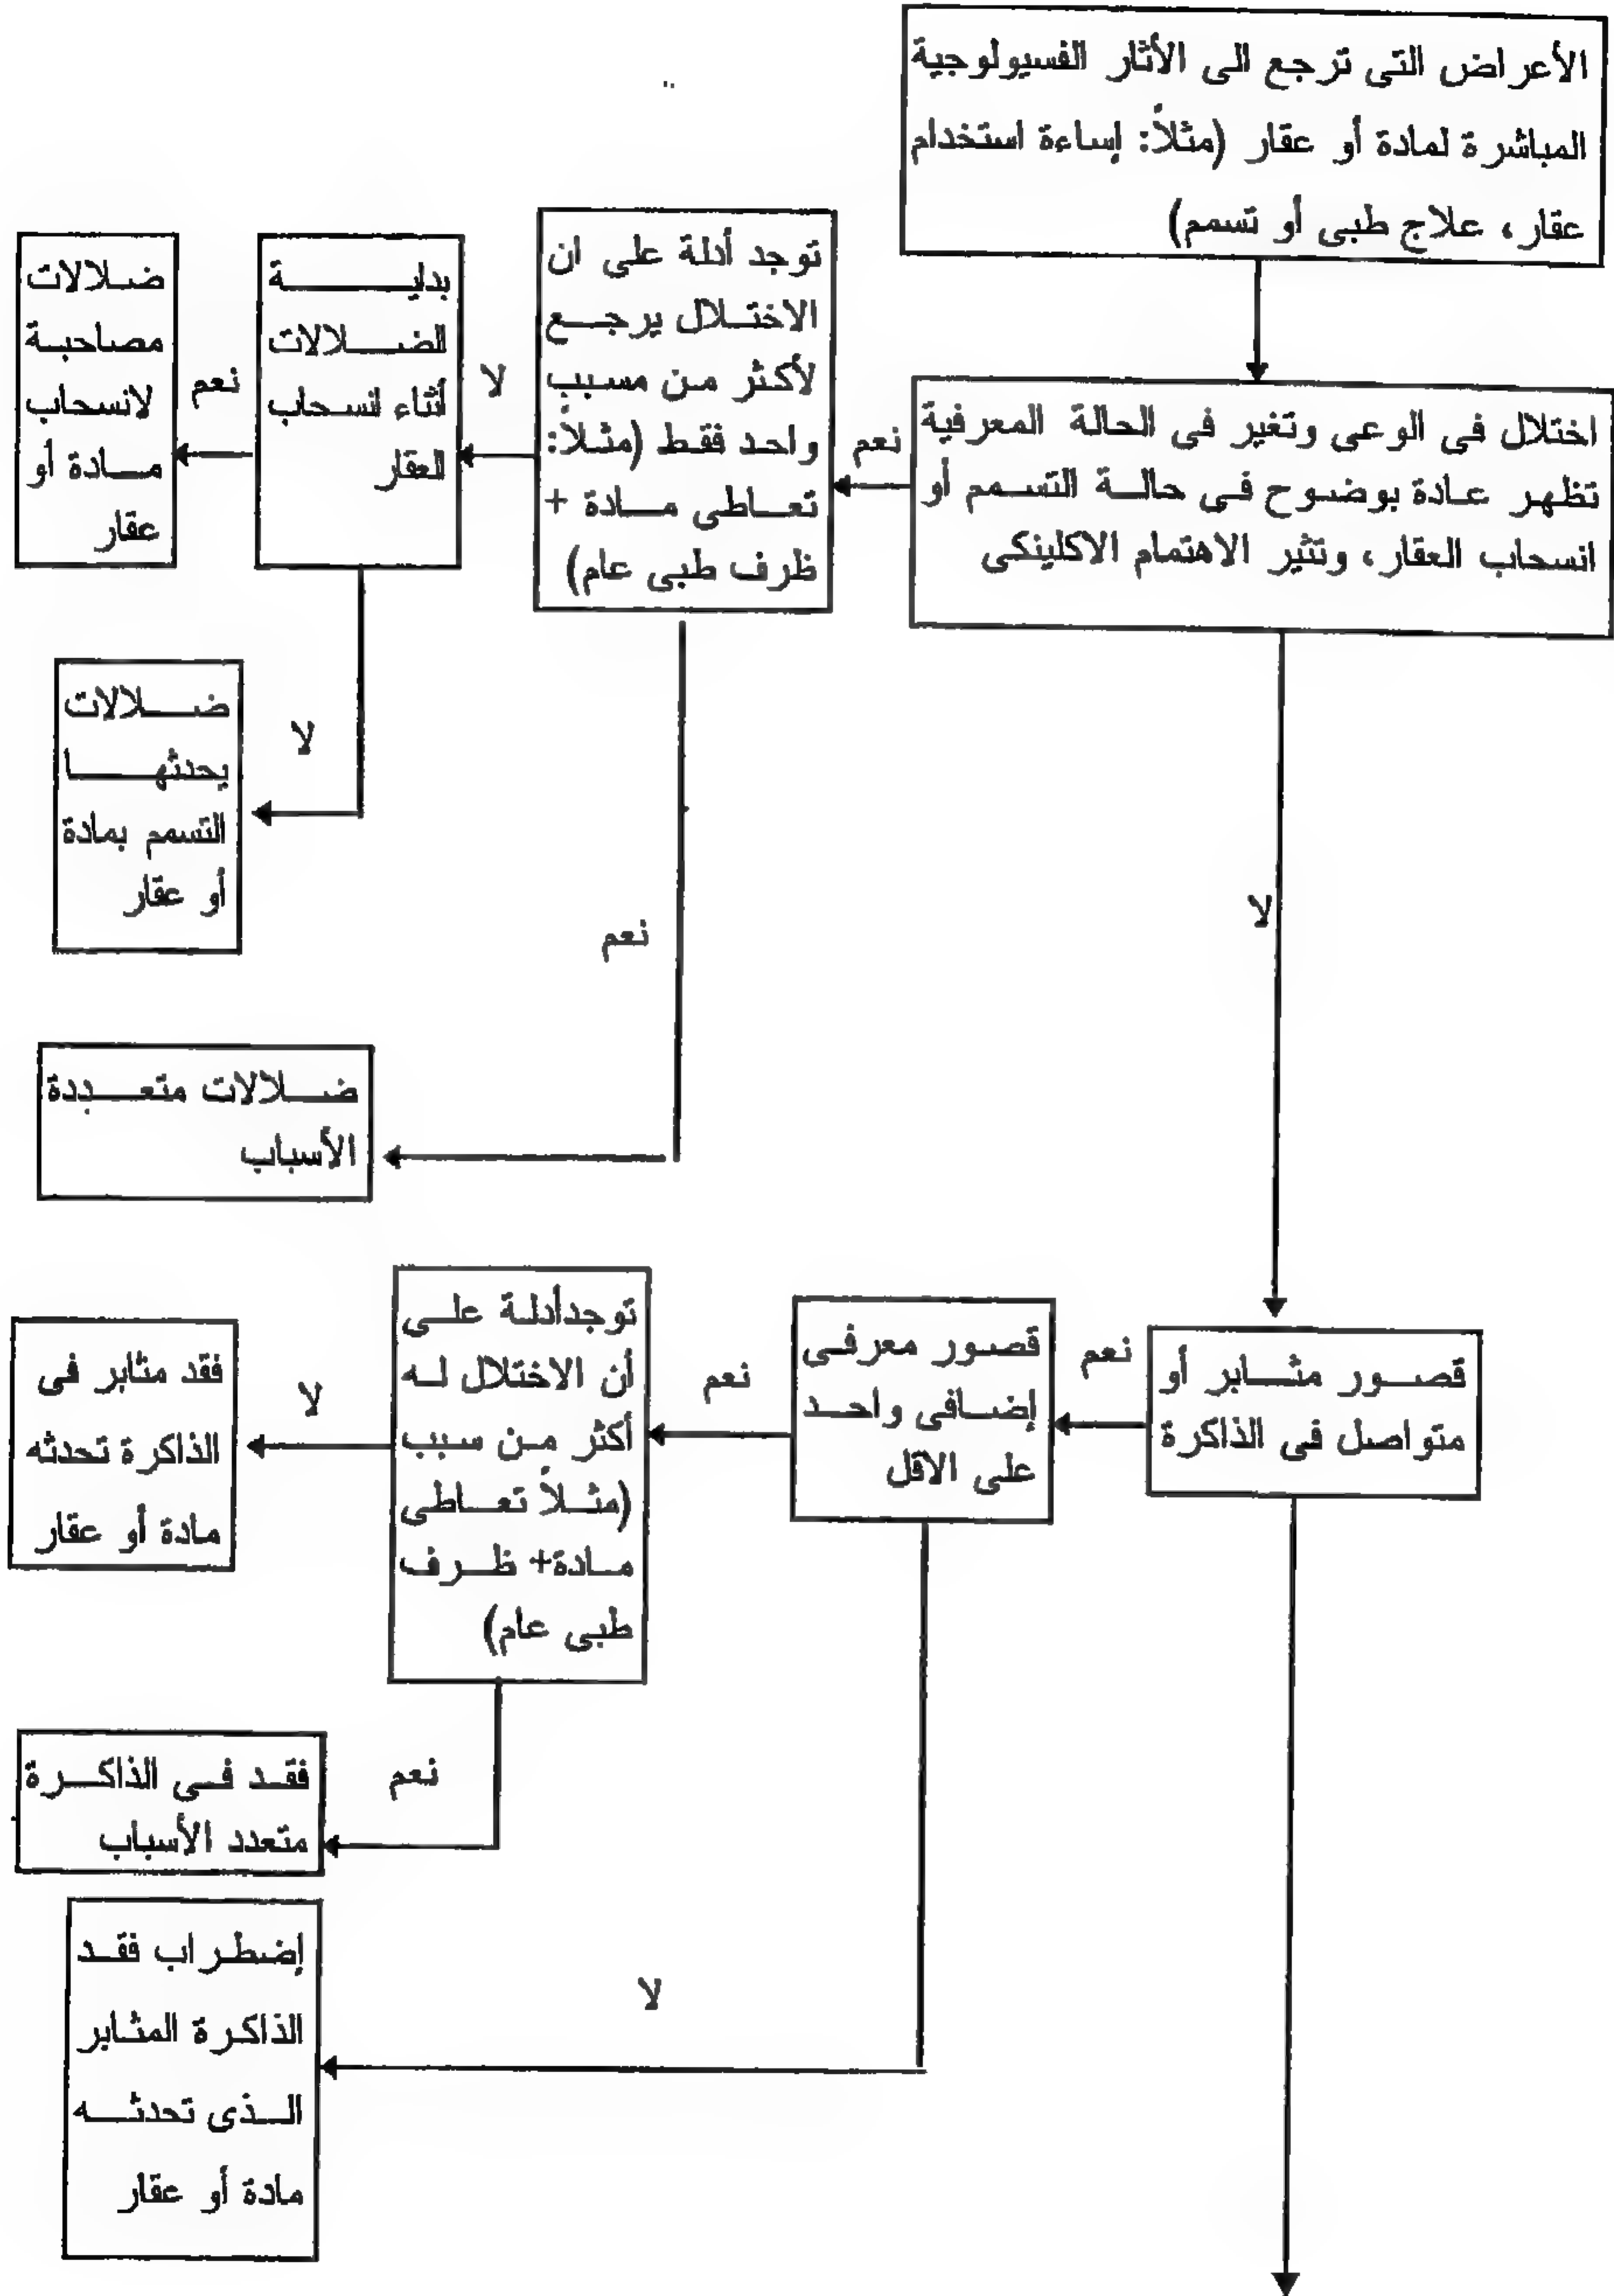 الأعراض التى ترجع الى الأثار الفسيولوجية
المباشرة لمادة أو عقار (مثلاً: إساءة استخدام
عقار، علاج طبى أو تسمم)
اختلال فى الوعى وتغير فى الحالة المعرفية
تظهر عادة بوضوح فى حالة التسمم أو
انسحاب العقار، وتثير الاهتمام الاكلينكى
نعم
توجد أدلة على ان
الاختلال يرجع
لأكثر من مسبب
واحد فقط (مثلاً:
تعاطى مادة +
ظرف طبى عام)
لا
بداية
الضلالات
أثناء انسحاب
العقار
نعم
ضلالات
مصاحبة
لانسحاب
مادة أو
عقار
لا
ضلالات
يحدثها
التسمم بمادة
أو عقار
نعم
ضلالات متعددة
الأسباب
لا
قصور مثابر أو
متواصل فى الذاكرة
نعم
قصور معرفى
إضافى واحد
على الاقل
نعم
توجدأدلة على
أن الاختلال له
أكثر من سبب
(مثلاً تعاطى
مادة+ ظرف
طبى عام)
لا
فقد مثابر فى
الذاكرة تحدثه
مادة أو عقار
نعم
فقد فى الذاكرة
متعدد الأسباب
لا
إضطراب فقد
الذاكرة المثابر
الذى تحدثه
مادة أو عقار